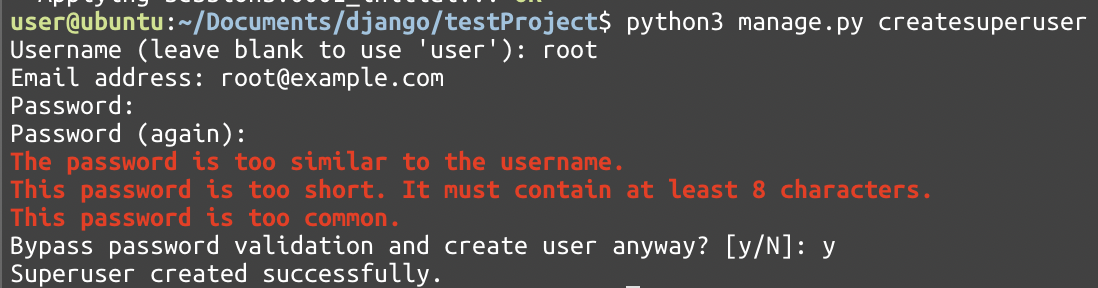 user@ubuntu:~/Documents/django/testProject$ python3 manage.py createsuperuser
Username (leave blank to use 'user'): root
Email address: root@example.com
Password:
Password (again):
The password is too similar to the username.
This password is too short. It must contain at least 8 characters.
This password is too common.
Bypass password validation and create user anyway? [y/N]: y
Superuser created successfully.